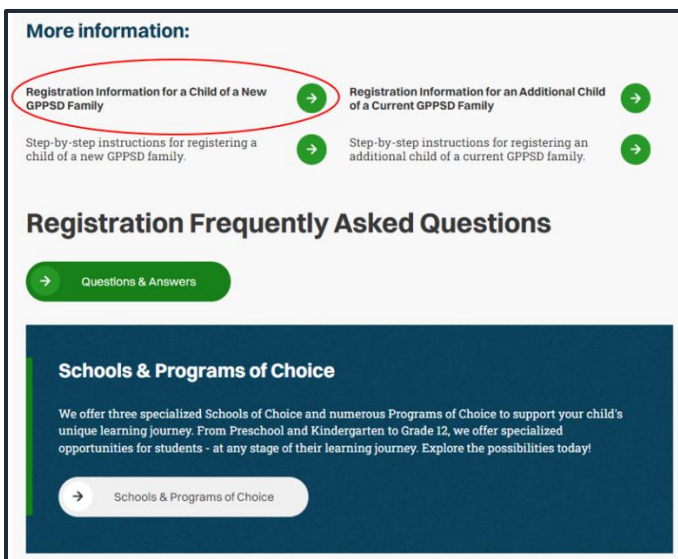 More information:
Registration Information for a Child of a New
GPPSD Family
Registration Information for an Additional Child
of a Current GPPSD Family
Step-by-step instructions for registering a
child of a new GPPSD family.
Step-by-step instructions for registering an
additional child of a current GPPSD family.
Registration Frequently Asked Questions
Questions & Answers
Schools & Programs of Choice
We offer three specialized Schools of Choice and numerous Programs of Choice to support your child's
unique learning journey. From Preschool and Kindergarten to Grade 12, we offer specialized
opportunities for students - at any stage of their learning journey. Explore the possibilities today!
Schools & Programs of Choice